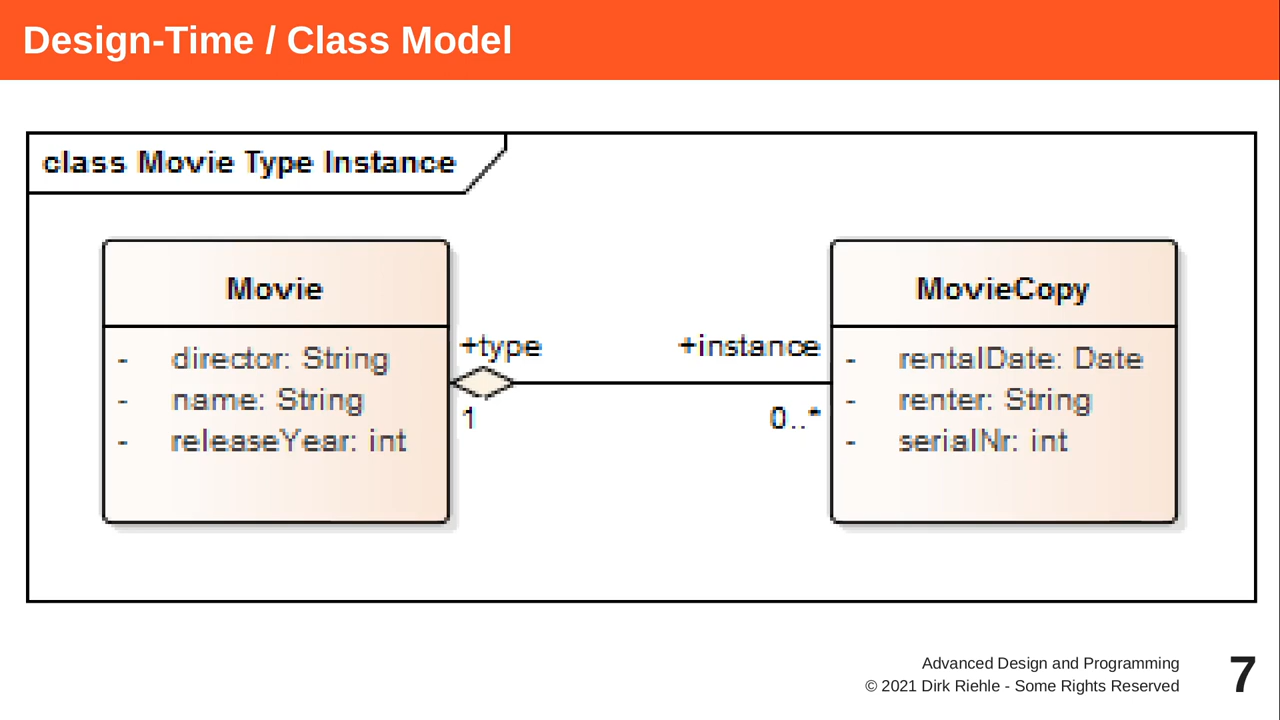 Design-Time / Class Model
class Movie Type Instance
Movie
- director: String
- name: String
- releaseYear: int
+type
1
+instance
0..*
MovieCopy
- rentalDate: Date
- renter: String
- serialNr: int
Advanced Design and Programming
© 2021 Dirk Riehle - Some Rights Reserved
7